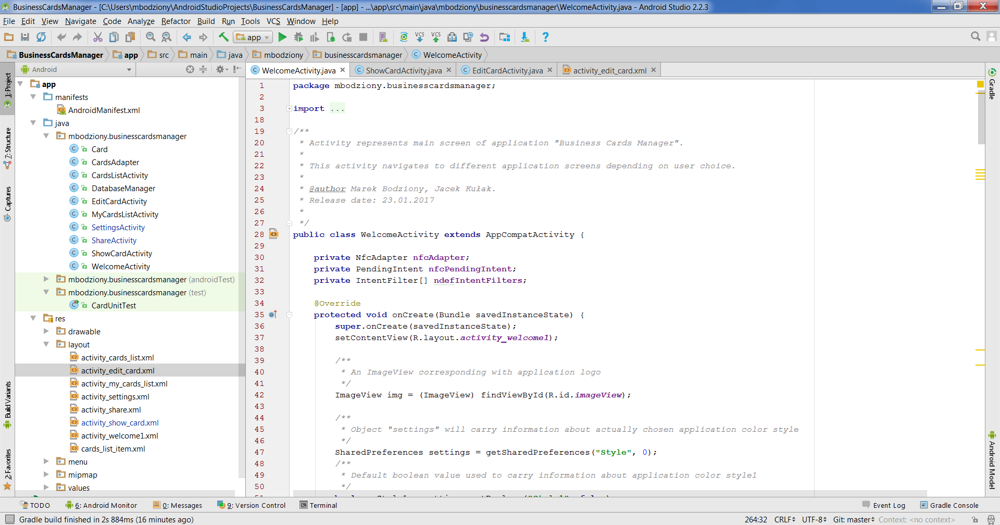 BusinessCardsManager - [C:\Users\mbodziony\AndroidStudioProjects\BusinessCardsManager] - [app] - ...\app\src\main\java\mbodziony\businesscardsmanager\WelcomeActivity.java - Android Studio 2.2.3
File Edit View Navigate Code Analyze Refactor Build Run Tools VCS Window Help
app VCS VCS ?
BusinessCardsManager app src main java mbodziony businesscardsmanager WelcomeActivity
Android
WelcomeActivity.java ShowCardActivity.java EditCardActivity.java activity_edit_card.xml
1: Project
7: Structure
Captures
Build Variants
2: Favorites
app
manifests
AndroidManifest.xml
java
mbodziony.businesscardsmanager
Card
CardsAdapter
CardsListActivity
DatabaseManager
EditCardActivity
MyCardsListActivity
SettingsActivity
ShareActivity
ShowCardActivity
WelcomeActivity
mbodziony.businesscardsmanager (androidTest)
mbodziony.businesscardsmanager (test)
CardUnitTest
res
drawable
layout
activity_cards_list.xml
activity_edit_card.xml
activity_my_cards_list.xml
activity_settings.xml
activity_share.xml
activity_show_card.xml
activity_welcome1.xml
cards_list_item.xml
menu
mipmap
values
1 package mbodziony.businesscardsmanager;
2
3 import ...
18
19 /**
20 * Activity represents main screen of application "Business Cards Manager".
21 *
22 * This activity navigates to different application screens depending on user choice.
23 *
24 * @author Marek Bodziony, Jacek Kułak.
25 * Release date: 23.01.2017
26 *
27 */
28 public class WelcomeActivity extends AppCompatActivity {
29
30 private NfcAdapter nfcAdapter;
31 private PendingIntent nfcPendingIntent;
32 private IntentFilter[] ndefIntentFilters;
33
34 @Override
35 protected void onCreate(Bundle savedInstanceState) {
36 super.onCreate(savedInstanceState);
37 setContentView(R.layout.activity_welcome1);
38
39 /**
40 * An ImageView corresponding with application logo
41 */
42 ImageView img = (ImageView) findViewById(R.id.imageView);
43
44 /**
45 * Object "settings" will carry information about actually chosen application color style
46 */
47 SharedPreferences settings = getSharedPreferences("Style", 0);
48 /**
49 * Default boolean value used to carry information about application color style1
50 */
Gradle
Android Model
TODO 6: Android Monitor 0: Messages 9: Version Control Terminal Event Log Gradle Console
Gradle build finished in 2s 884ms (16 minutes ago) 264:32 CRLF UTF-8 Git: master Context: <no context>